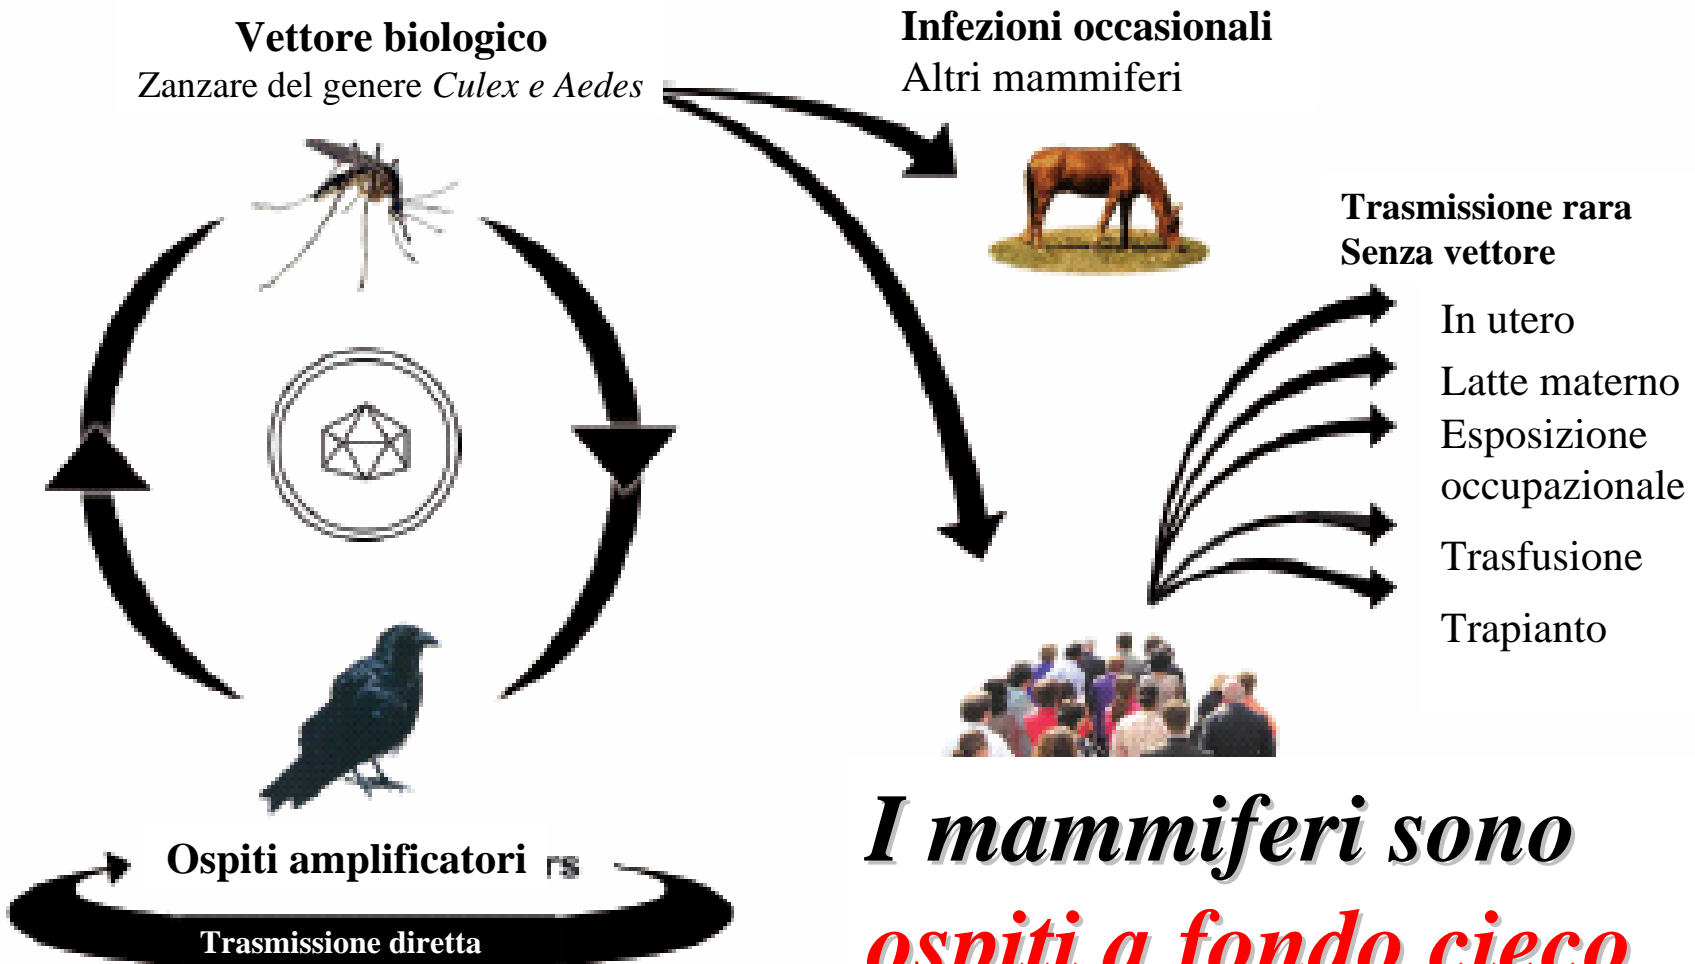 Vettore biologico
Zanzare del genere Culex e Aedes
Infezioni occasionali
Altri mammiferi
Trasmissione rara
Senza vettore
In utero
Latte materno
Esposizione
occupazionale
Trasfusione
Trapianto
Ospiti amplificatori rs
Trasmissione diretta
I mammiferi sono
ospiti a fondo cieco